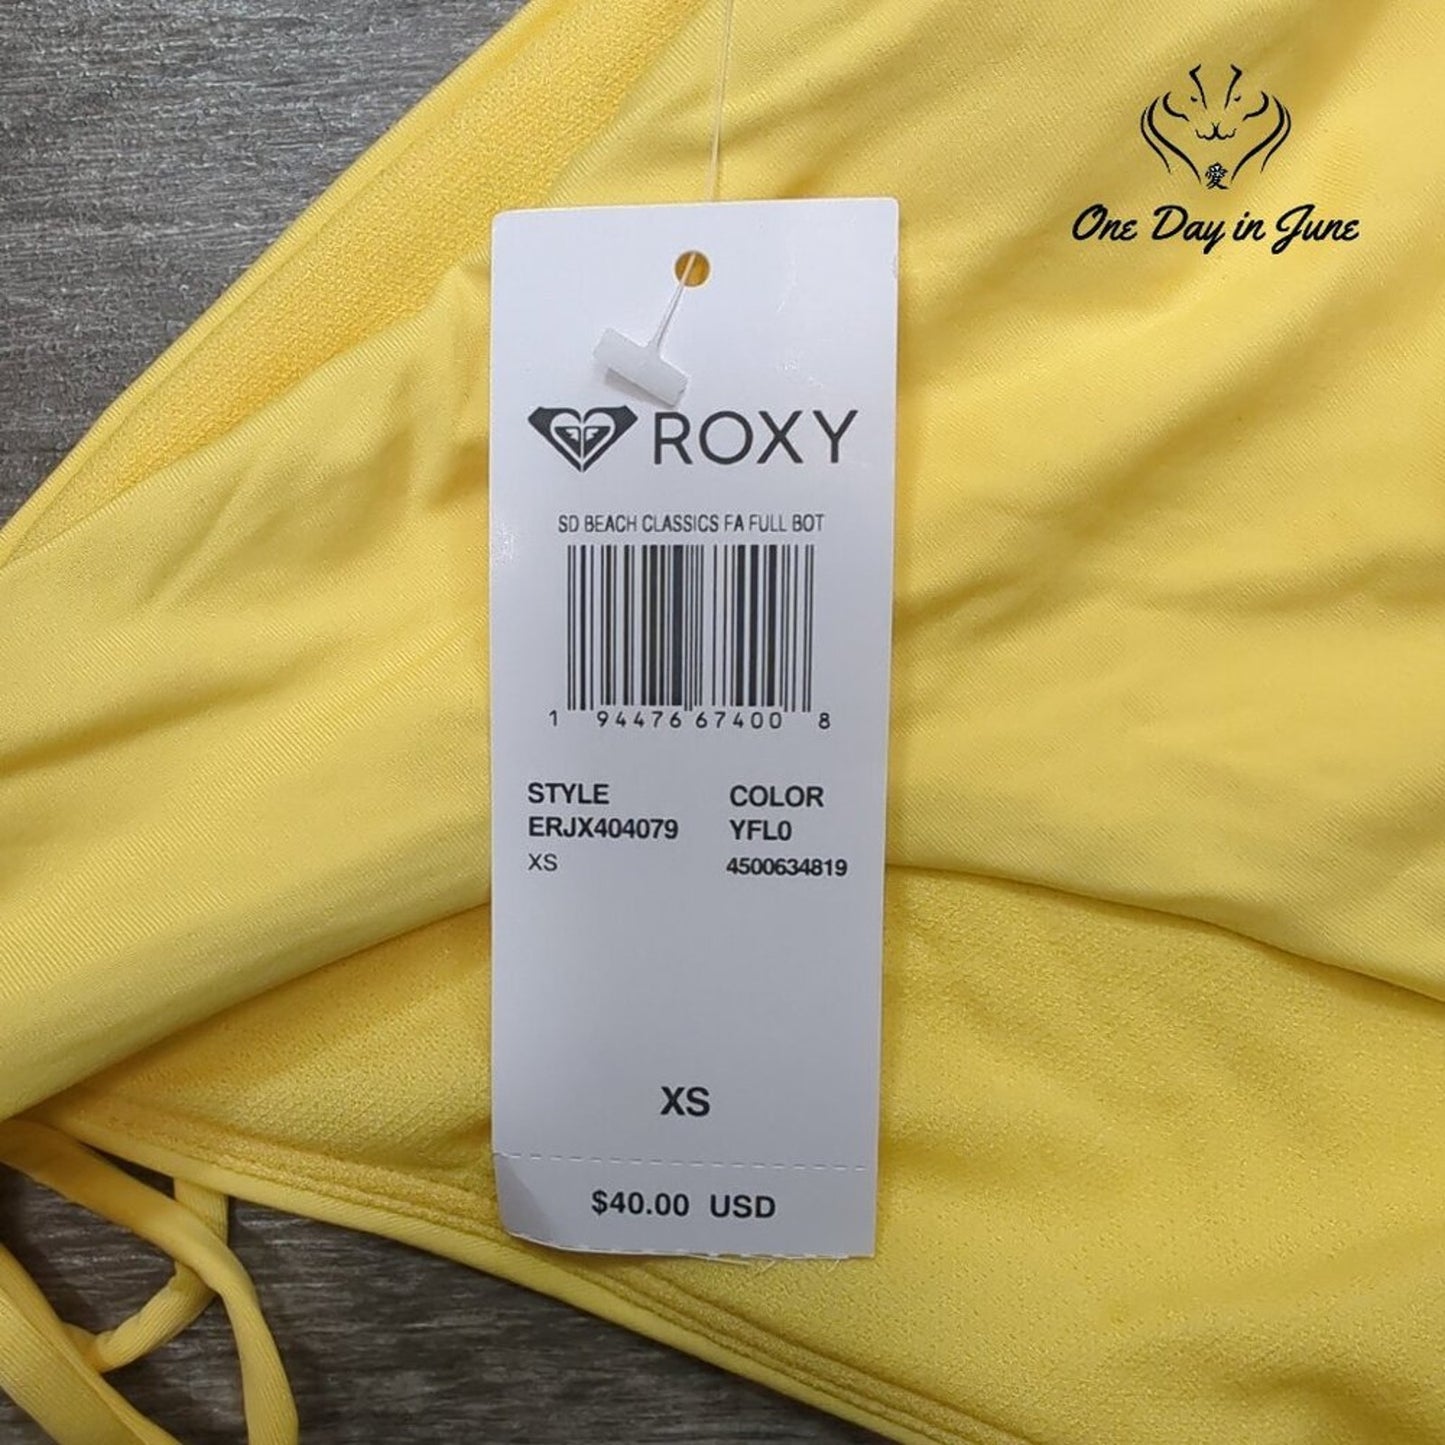 愛
One Day in June
ROXY
SD BEACH CLASSICS FA FULL BOT
1 94476 67400 8
STYLE COLOR
ERJX404079 YFL0
XS 4500634819
XS
$40.00 USD